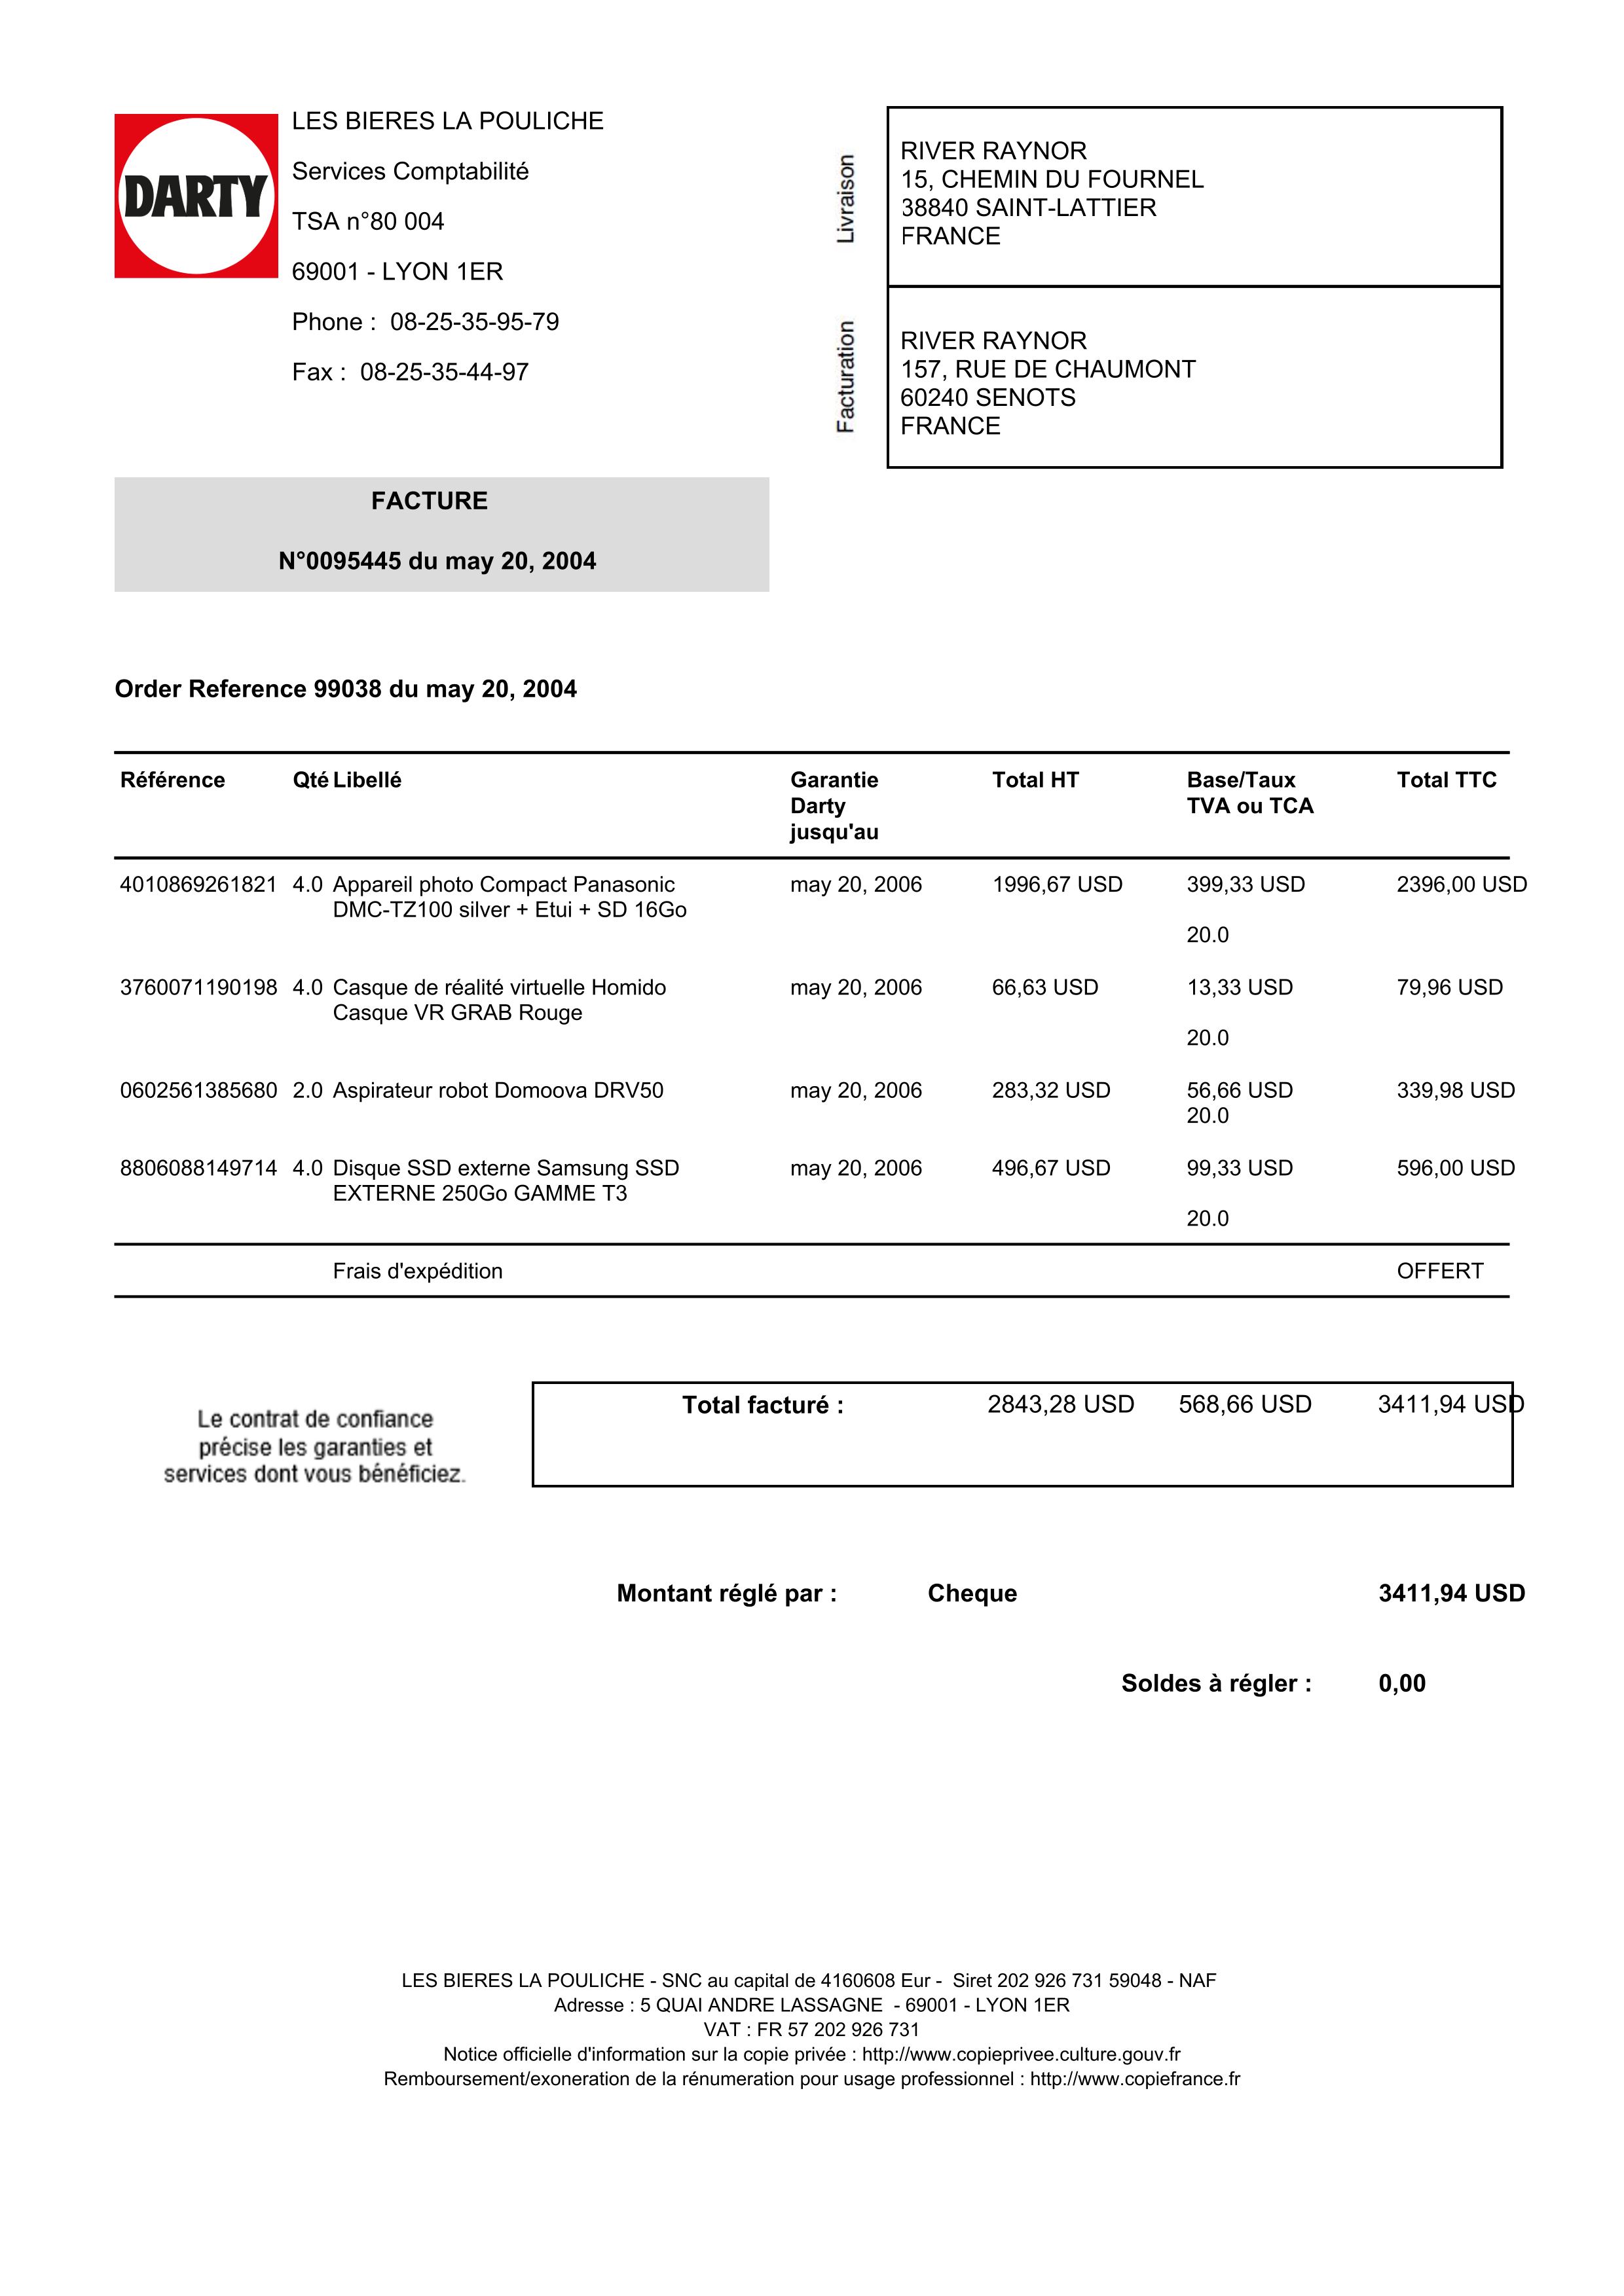 DARTY
LES BIERES LA POULICHE
Services Comptabilité
TSA n°80 004
69001 - LYON 1ER
Phone : 08-25-35-95-79
Fax : 08-25-35-44-97
Livraison
RIVER RAYNOR
15, CHEMIN DU FOURNEL
38840 SAINT-LATTIER
FRANCE
Facturation
RIVER RAYNOR
157, RUE DE CHAUMONT
60240 SENOTS
FRANCE
FACTURE
N°0095445 du may 20, 2004
Order Reference 99038 du may 20, 2004
Référence Qté Libellé Garantie Total HT Base/Taux Total TTC
Darty TVA ou TCA
jusqu'au
4010869261821 4.0 Appareil photo Compact Panasonic may 20, 2006 1996,67 USD 399,33 USD 2396,00 USD
DMC-TZ100 silver + Etui + SD 16Go
20.0
3760071190198 4.0 Casque de réalité virtuelle Homido may 20, 2006 66,63 USD 13,33 USD 79,96 USD
Casque VR GRAB Rouge
20.0
0602561385680 2.0 Aspirateur robot Domoova DRV50 may 20, 2006 283,32 USD 56,66 USD 339,98 USD
20.0
8806088149714 4.0 Disque SSD externe Samsung SSD may 20, 2006 496,67 USD 99,33 USD 596,00 USD
EXTERNE 250Go GAMME T3
20.0
Frais d'expédition OFFERT
Le contrat de confiance
précise les garanties et
services dont vous bénéficiez.
Total facturé : 2843,28 USD 568,66 USD 3411,94 USD
Montant réglé par : Cheque 3411,94 USD
Soldes à régler : 0,00
LES BIERES LA POULICHE - SNC au capital de 4160608 Eur - Siret 202 926 731 59048 - NAF
Adresse : 5 QUAI ANDRE LASSAGNE - 69001 - LYON 1ER
VAT : FR 57 202 926 731
Notice officielle d'information sur la copie privée : http://www.copieprivee.culture.gouv.fr
Remboursement/exoneration de la rénumeration pour usage professionnel : http://www.copiefrance.fr